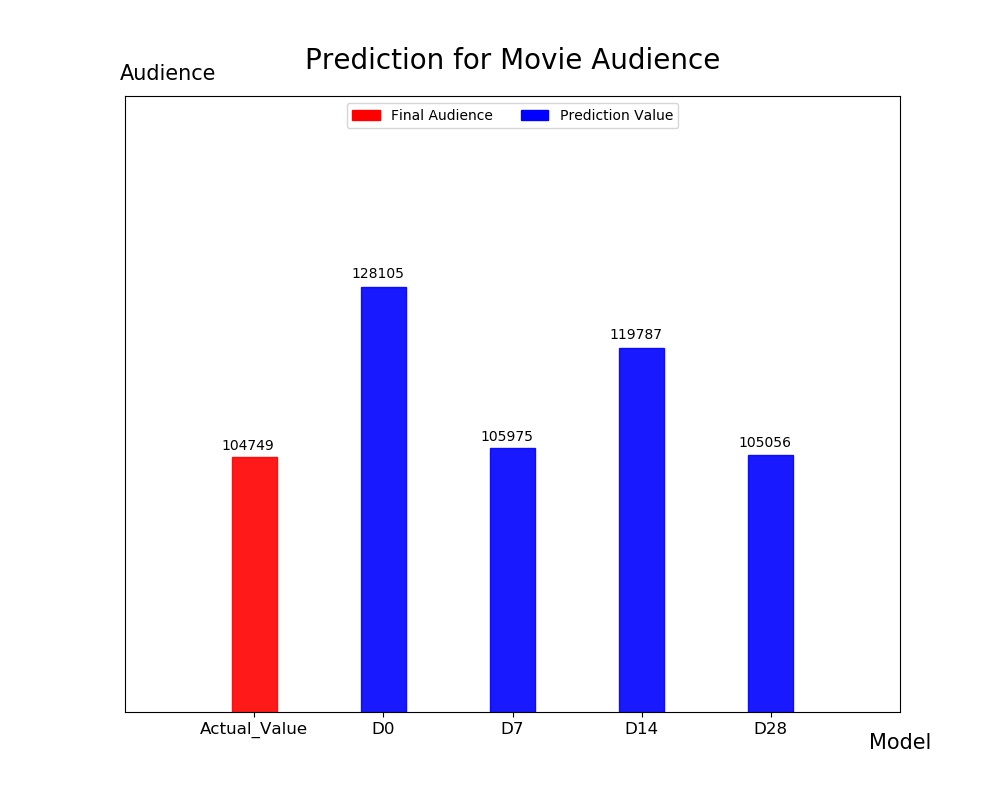 Prediction for Movie Audience
Audience
Final Audience Prediction Value
128105
119787
104749
105975
105056
Actual_Value D0 D7 D14 D28
Model